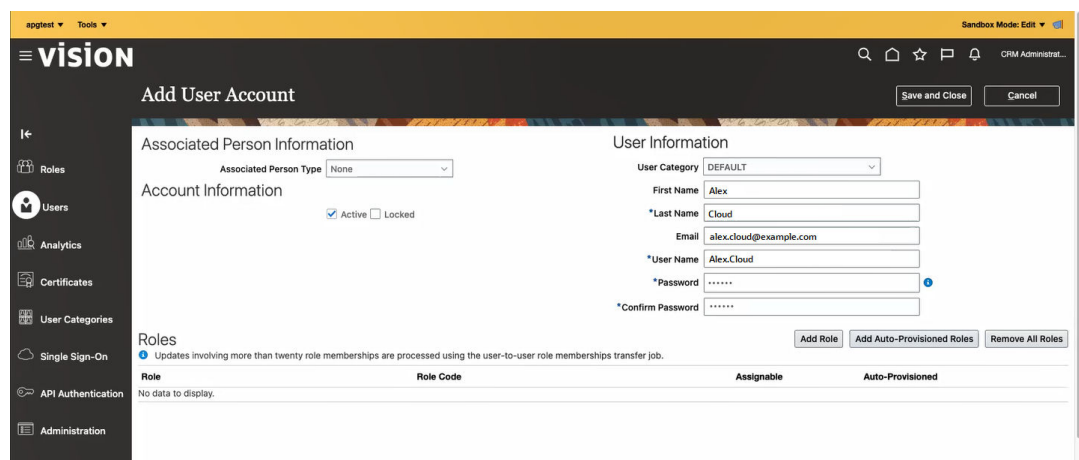 apgtest Tools Sandbox Mode: Edit
vision CRM Administrat...
Add User Account Save and Close Cancel
Roles
Users
Analytics
Certificates
User Categories
Single Sign-On
API Authentication
Administration
Associated Person Information
Associated Person Type None
Account Information
Active Locked
User Information
User Category DEFAULT
First Name Alex
*Last Name Cloud
Email alex.cloud@example.com
*User Name Alex.Cloud
*Password ••••••
*Confirm Password ••••••
Roles Add Role Add Auto-Provisioned Roles Remove All Roles
Updates involving more than twenty role memberships are processed using the user-to-user role memberships transfer job.
Role Role Code Assignable Auto-Provisioned
No data to display.